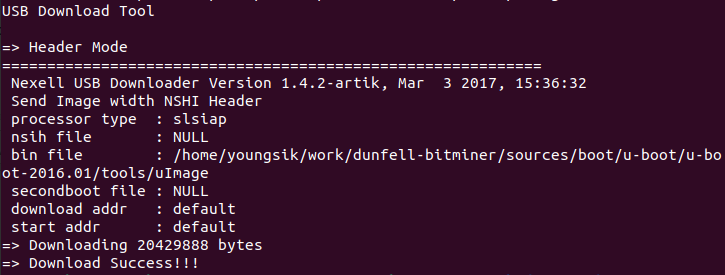 USB Download Tool
=> Header Mode
============================================================
Nexell USB Downloader Version 1.4.2-artik, Mar  3 2017, 15:36:32
Send Image width NSHI Header
processor type  : slsiap
nsih file       : NULL
bin file        : /home/youngsik/work/dunfell-bitminer/sources/boot/u-boot/u-bo
ot-2016.01/tools/uImage
secondboot file : NULL
download addr   : default
start addr      : default
=> Downloading 20429888 bytes
=> Download Success!!!